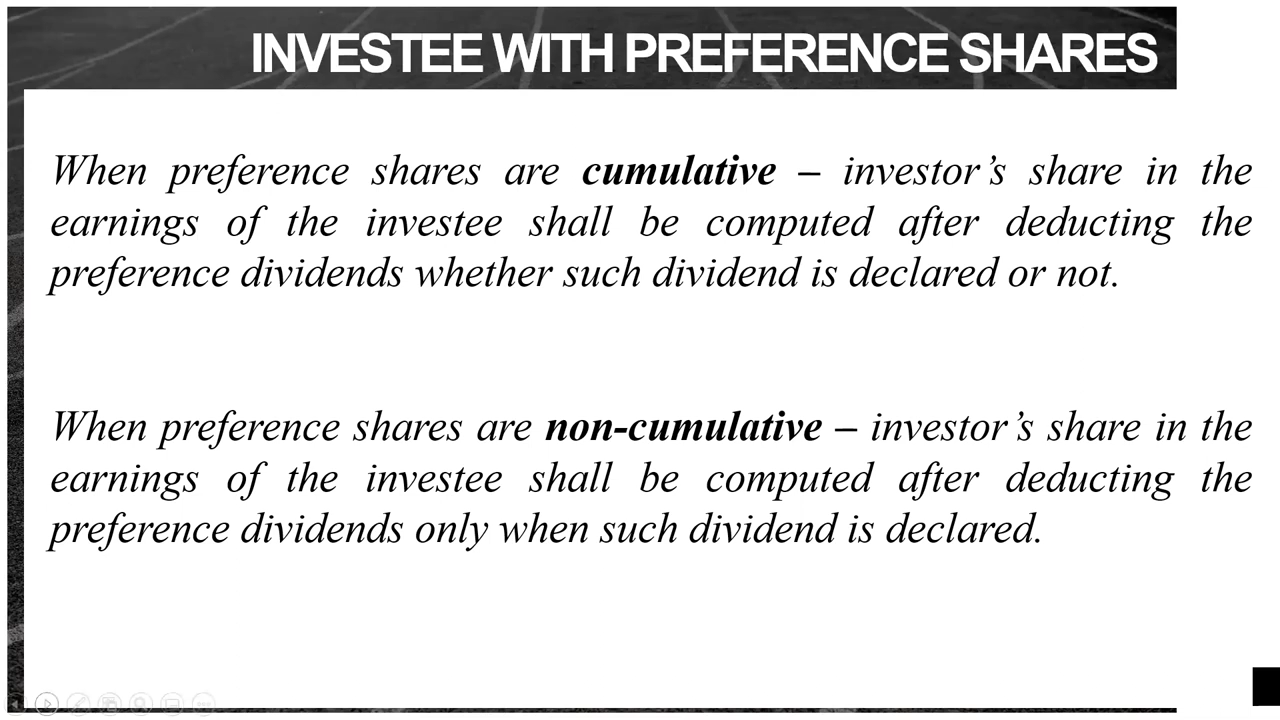 INVESTEE WITH PREFERENCE SHARES
When preference shares are cumulative – investor’s share in the
earnings of the investee shall be computed after deducting the
preference dividends whether such dividend is declared or not.
When preference shares are non-cumulative – investor’s share in the
earnings of the investee shall be computed after deducting the
preference dividends only when such dividend is declared.